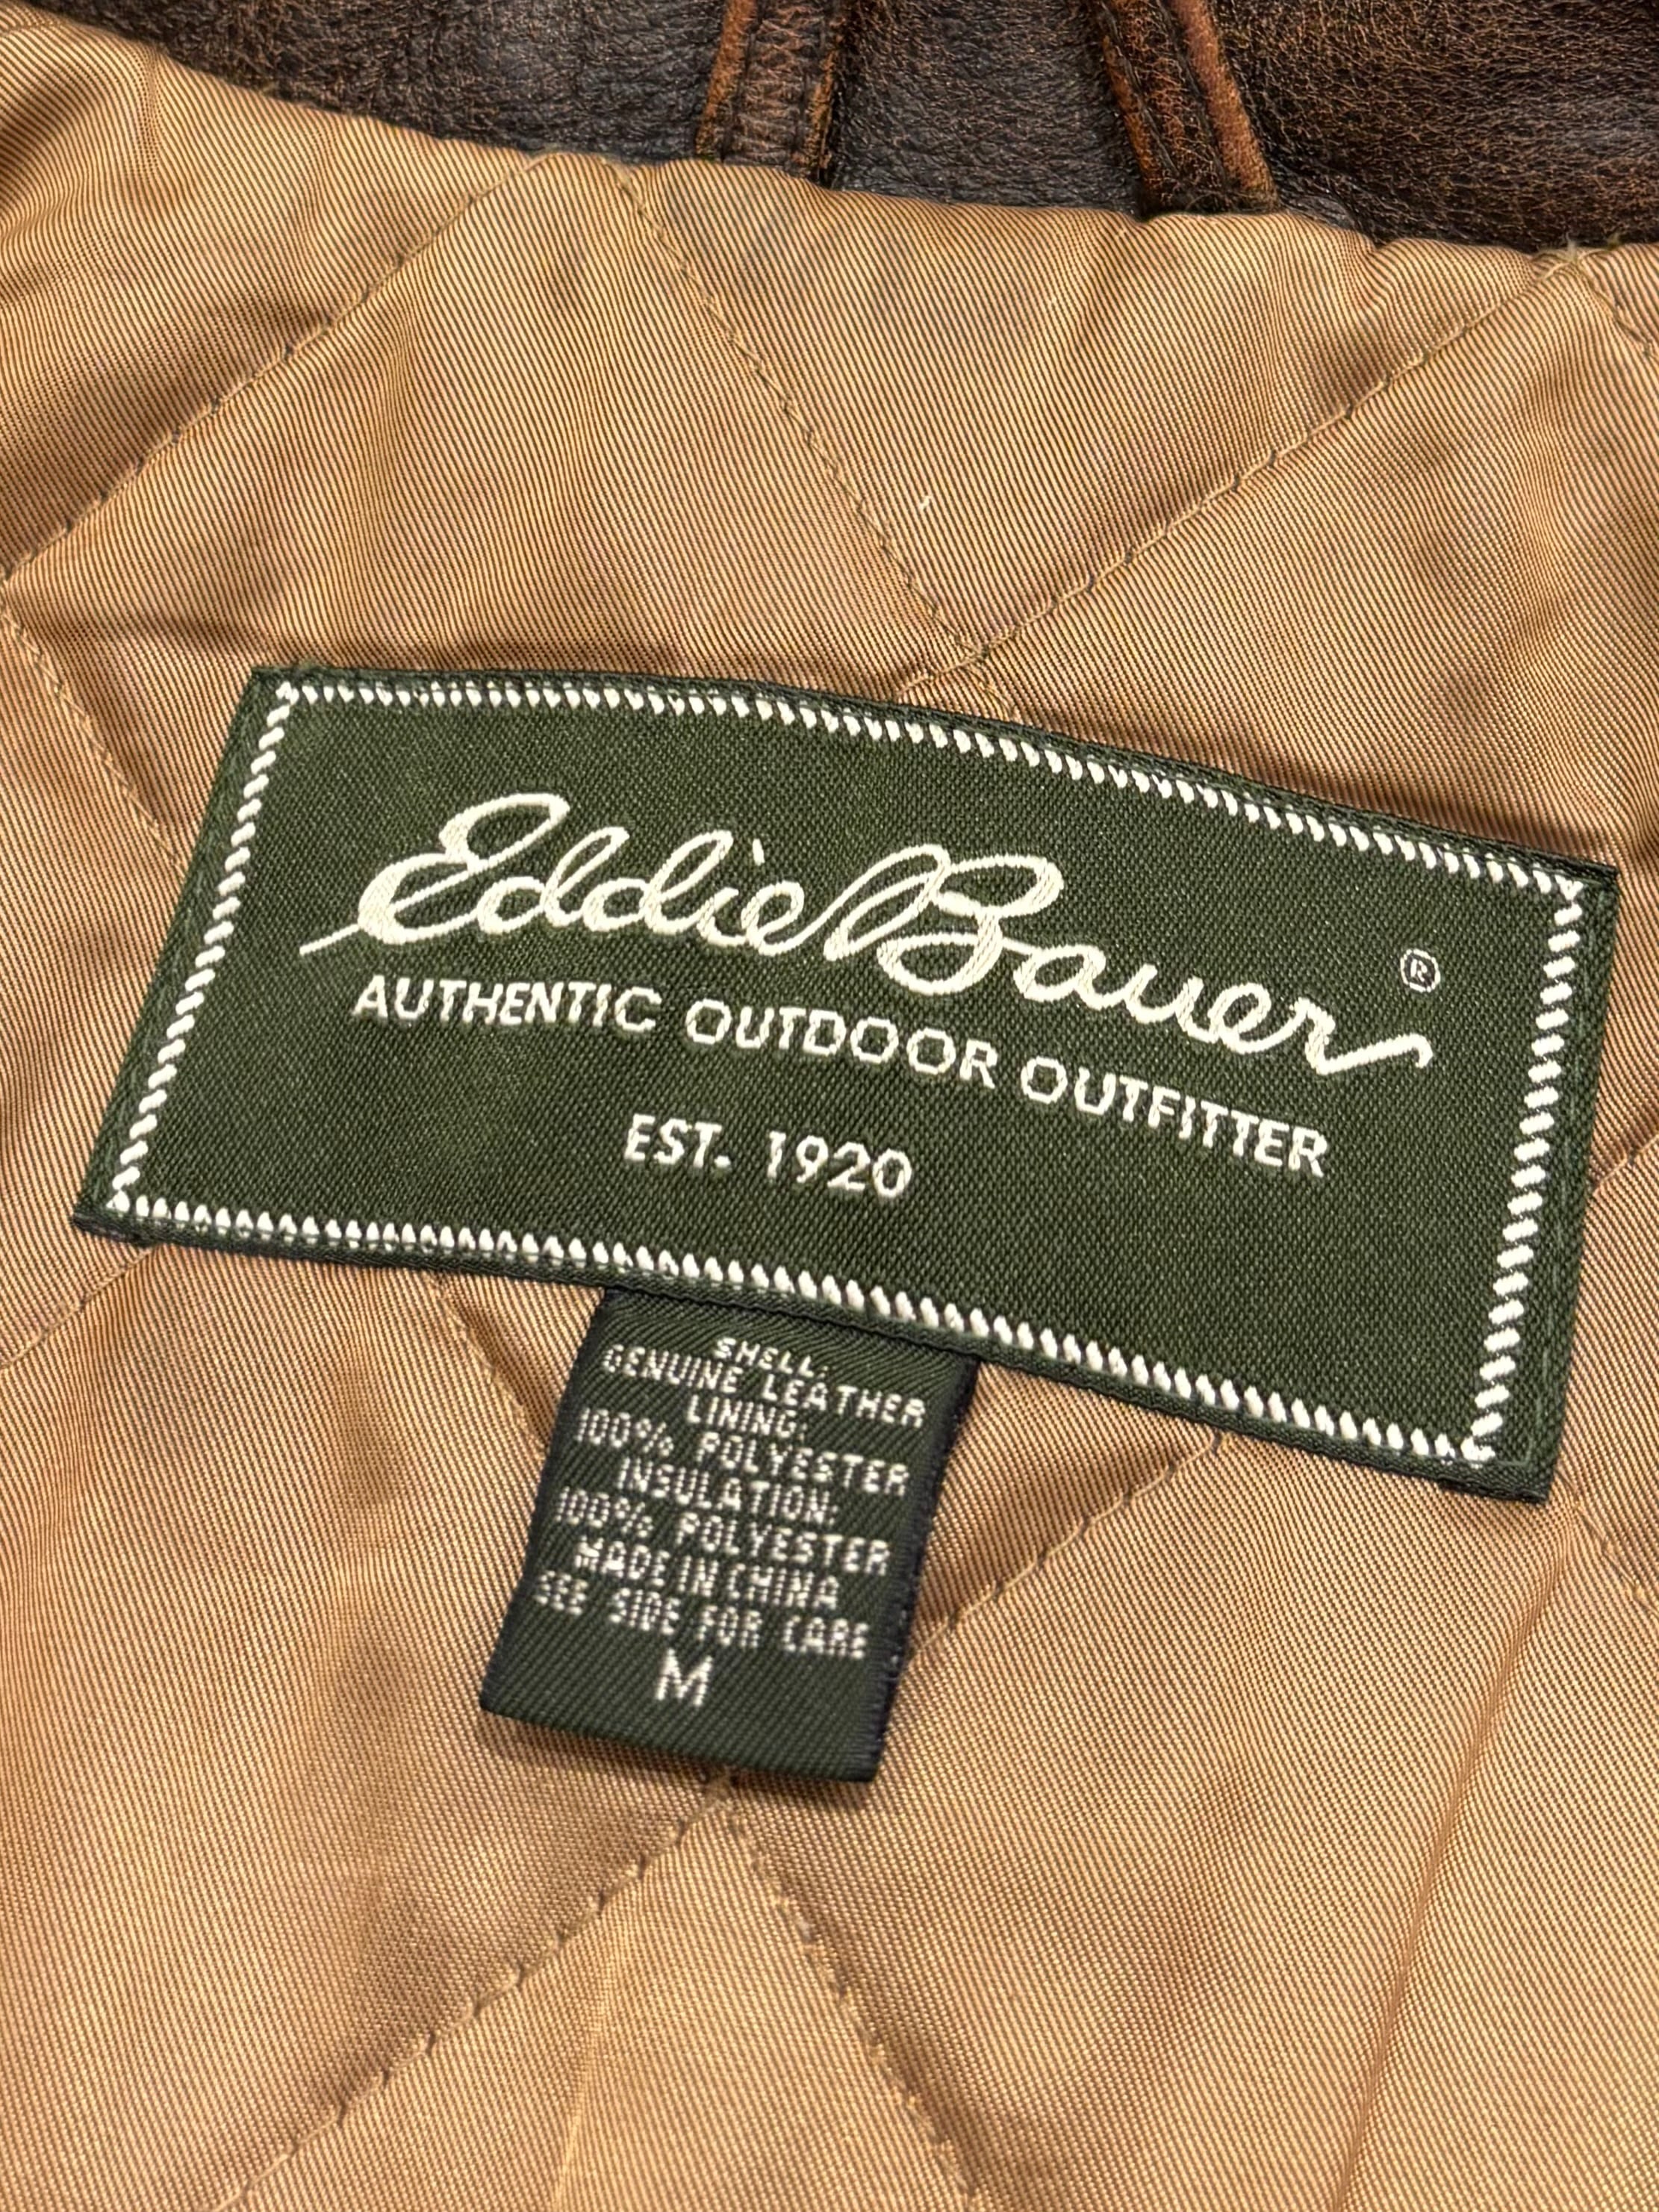 Eddie Bauer®
AUTHENTIC OUTDOOR OUTFITTER
EST. 1920
SHELL:
GENUINE LEATHER
LINING:
100% POLYESTER
INSULATION:
100% POLYESTER
MADE IN CHINA
SEE SIDE FOR CARE
M